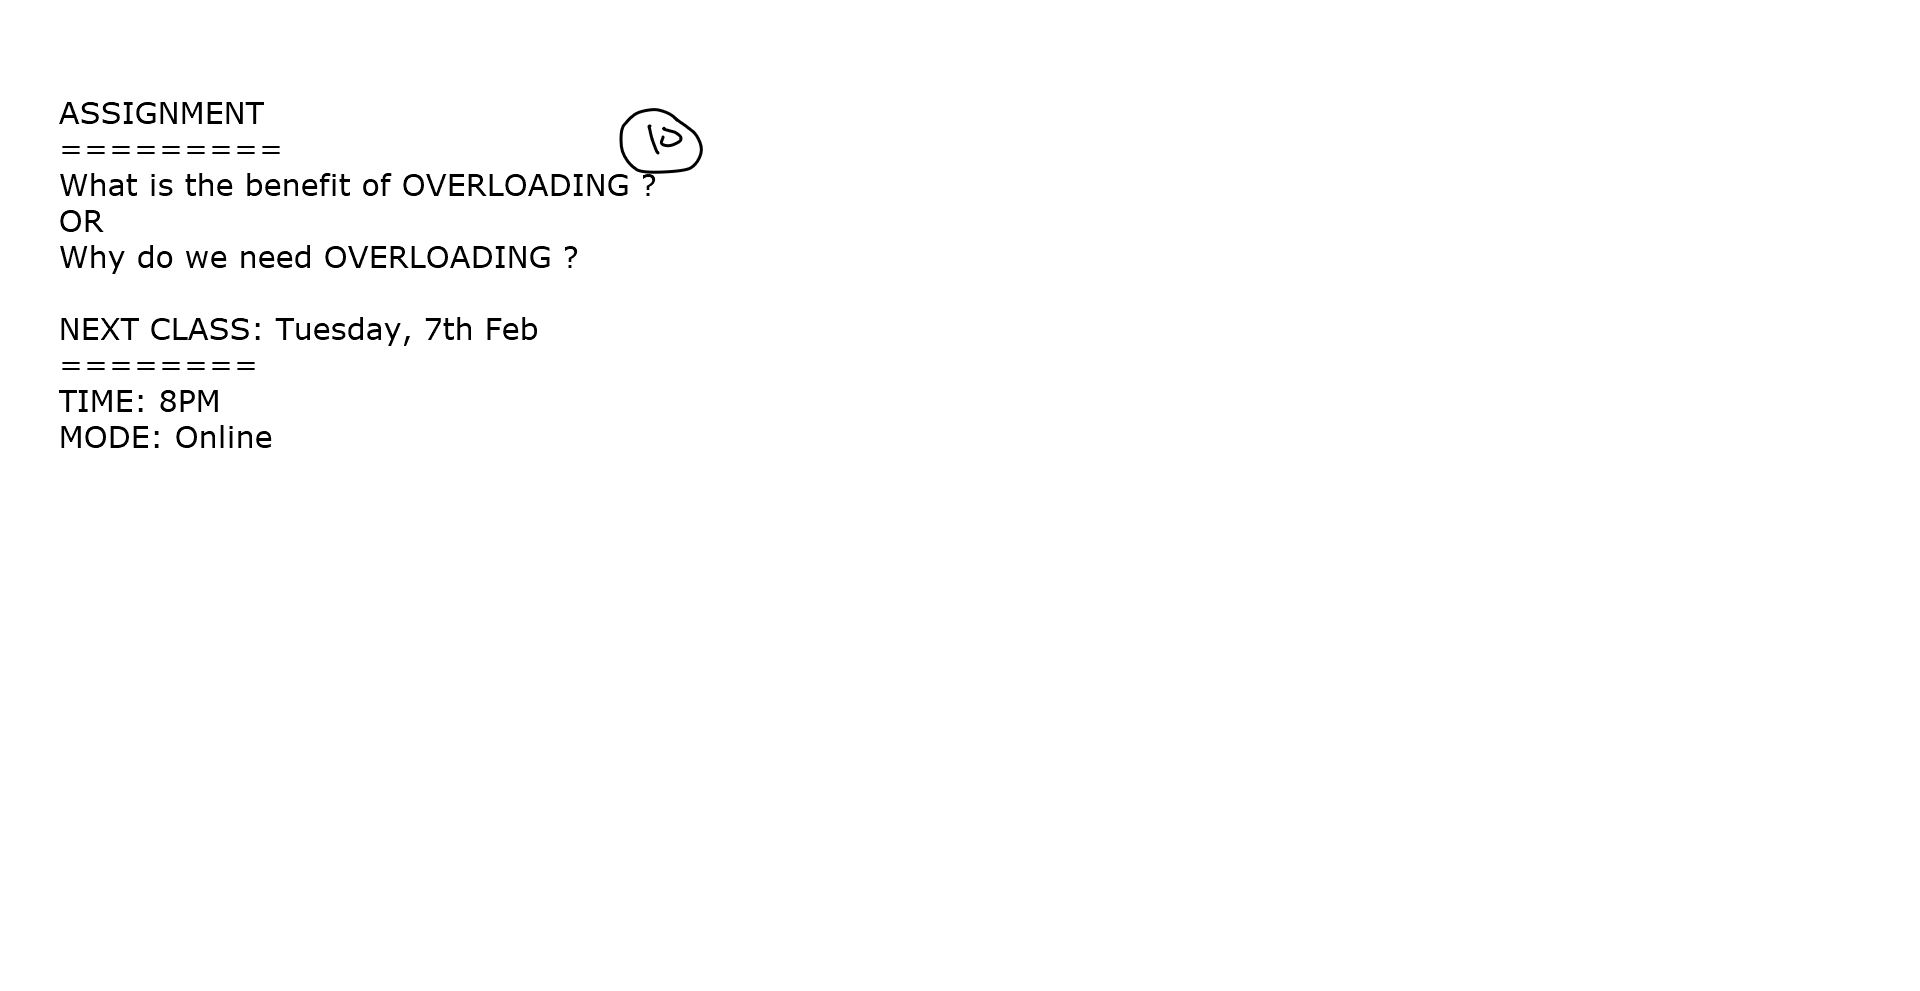 ASSIGNMENT
=========
10
What is the benefit of OVERLOADING ?
OR
Why do we need OVERLOADING ?
NEXT CLASS: Tuesday, 7th Feb
========
TIME: 8PM
MODE: Online